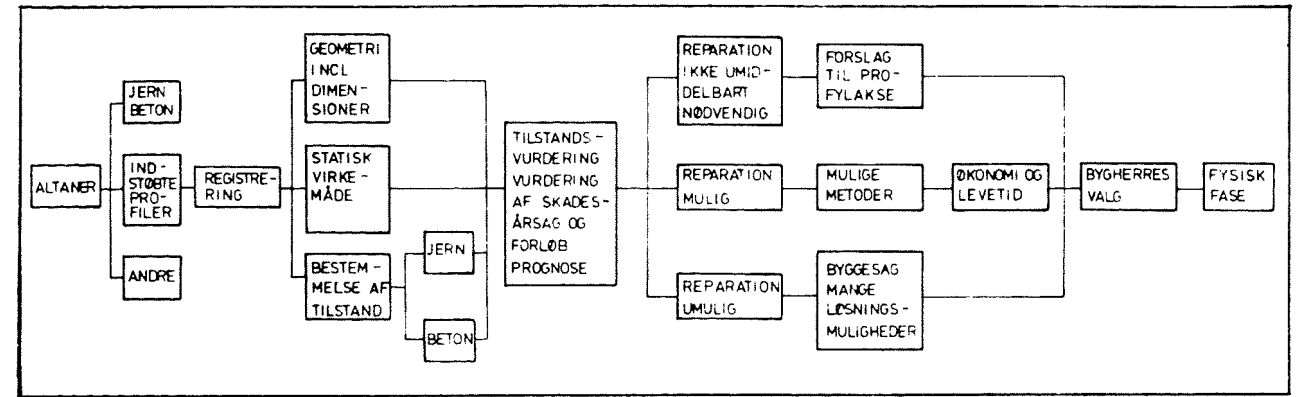 ALTANER
JERN
BETON
IND-
STØBTE
PRO-
FILER
ANDRE
REGISTRE-
RING
GEOMETRI
INCL
DIMEN-
SIONER
STATISK
VIRKE-
MÅDE
BESTEM-
MELSE AF
TILSTAND
JERN
BETON
TILSTANDS-
VURDERING
VURDERING
AF SKADES-
ÅRSAG OG
FORLØB
PROGNOSE
REPARATION
IKKE UMID-
DELBART
NØDVENDIG
FORSLAG
TIL PRO-
FYLAKSE
REPARATION
MULIG
MULIGE
METODER
ØKONOMI OG
LEVETID
REPARATION
UMULIG
BYGGESAG
MANGE
LØSNINGS-
MULIGHEDER
BYGHERRES
VALG
FYSISK
FASE